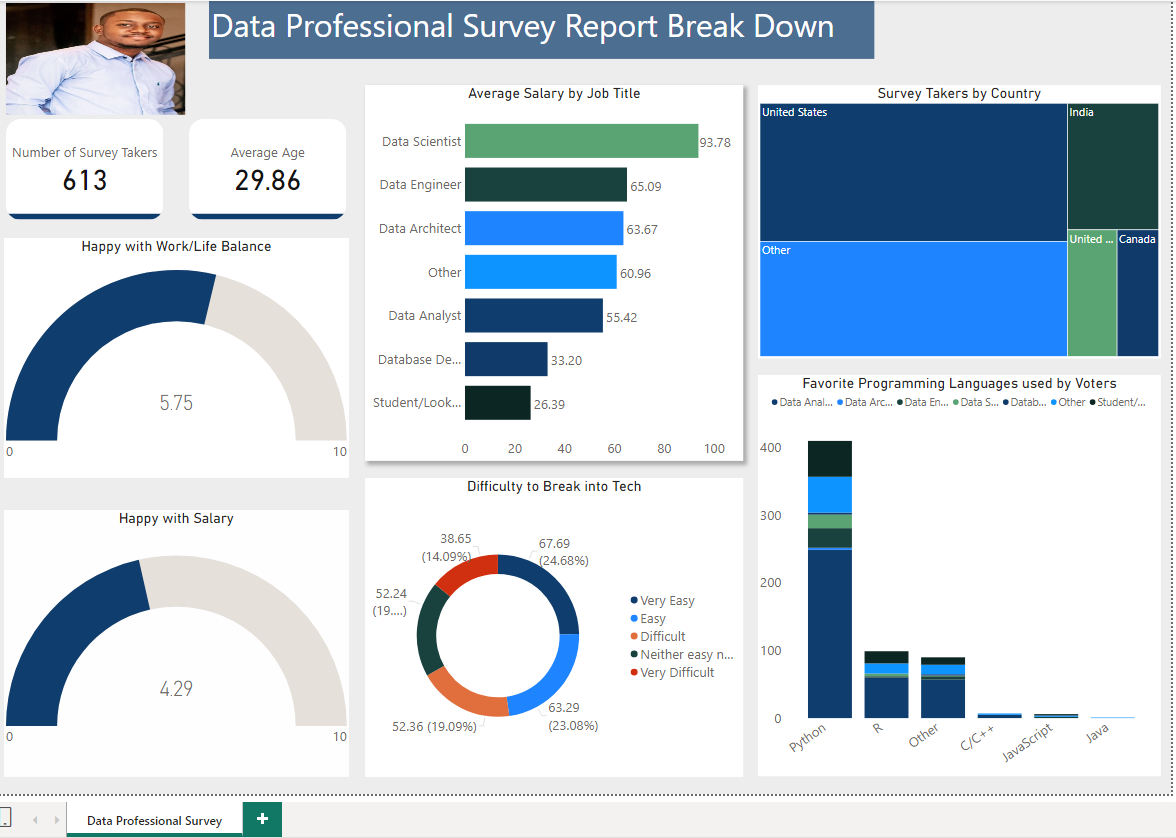 Data Professional Survey Report Break Down
Number of Survey Takers
613
Average Age
29.86
Happy with Work/Life Balance
5.75
0
10
Happy with Salary
4.29
0
10
Average Salary by Job Title
Data Scientist
93.78
Data Engineer
65.09
Data Architect
63.67
Other
60.96
Data Analyst
55.42
Database De...
33.20
Student/Look...
26.39
0 20 40 60 80 100
Difficulty to Break into Tech
38.65
(14.09%)
67.69
(24.68%)
52.24
(19....)
52.36 (19.09%)
63.29
(23.08%)
Very Easy
Easy
Difficult
Neither easy n...
Very Difficult
Survey Takers by Country
United States
India
Other
United ...
Canada
Favorite Programming Languages used by Voters
Data Anal... Data Arc... Data En... Data S... Datab... Other Student/...
400
300
200
100
0
Python
R
Other
C/C++
JavaScript
Java
Data Professional Survey
+